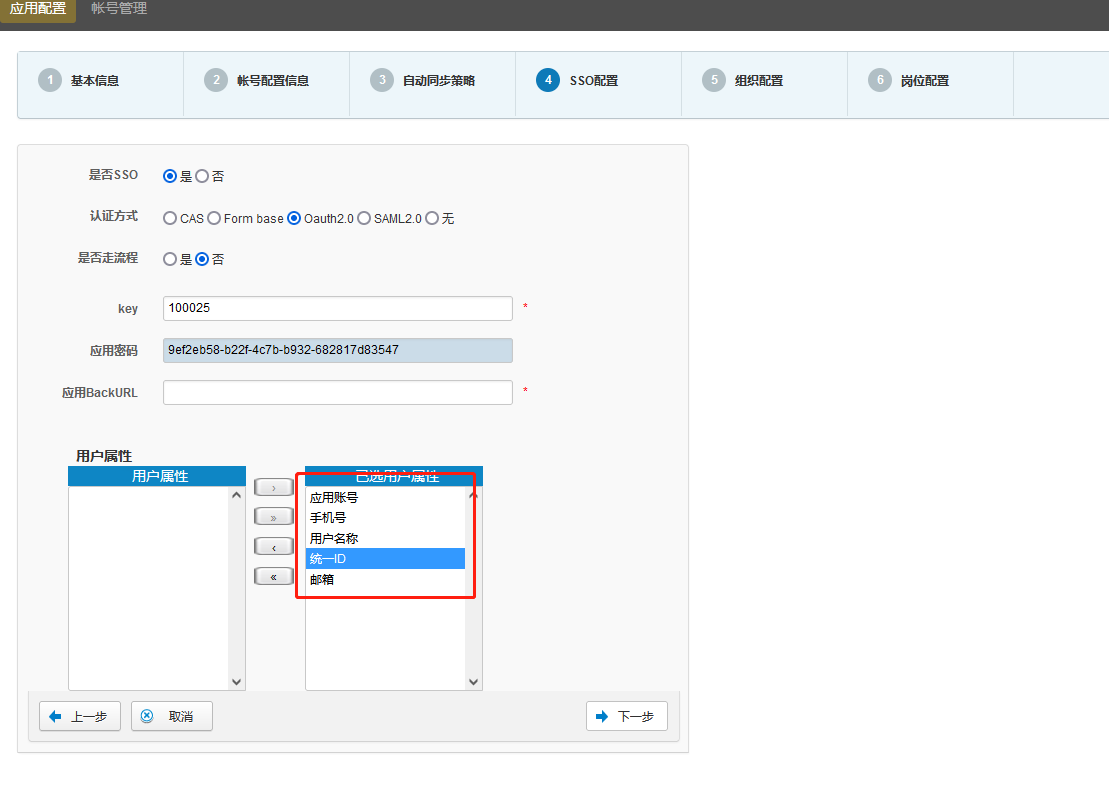 应用配置 帐号管理
1 基本信息 2 帐号配置信息 3 自动同步策略 4 SSO配置 5 组织配置 6 岗位配置
是否SSO 是 否
认证方式 CAS Form base Oauth2.0 SAML2.0 无
是否走流程 是 否
key 100025 *
应用密码 9ef2eb58-b22f-4c7b-b932-682817d83547
应用BackURL *
用户属性
用户属性 已选用户属性
应用账号
手机号
用户名称
统一ID
邮箱
› 
»
‹
«
上一步 取消 下一步